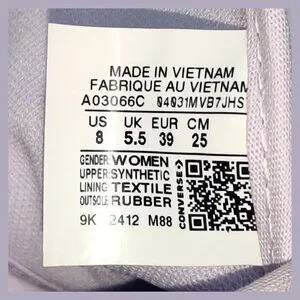 MADE IN VIETNAM
FABRIQUE AU VIETNAM
A03066C 04031MVB7JHS
US UK EUR CM
8 5.5 39 25
GENDER: WOMEN
UPPER: SYNTHETIC
LINING: TEXTILE
OUTSOLE: RUBBER
CONVERSE
9K 2412 M88